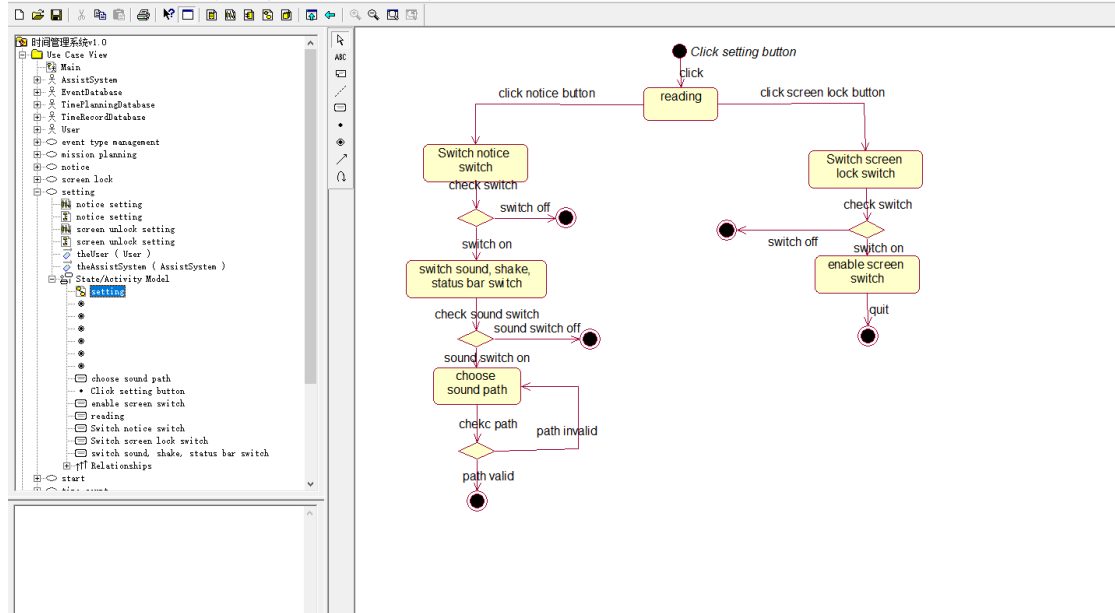 时间管理系统v1.0
Use Case View
Main
AssistSystem
EventDatabase
TimePlanningDatabase
TimeRecordDatabase
User
event type management
mission planning
notice
screen lock
setting
notice setting
notice setting
screen unlock setting
screen unlock setting
theUser ( User )
theAssistSystem ( AssistSystem )
State/Activity Model
setting
choose sound path
Click setting button
enable screen switch
reading
Switch notice switch
Switch screen lock switch
switch sound, shake, status bar switch
Relationships
start
ABC
Click setting button
click
reading
click notice button
click screen lock button
Switch notice
switch
check switch
switch off
switch on
switch sound, shake,
status bar switch
check sound switch
sound switch off
sound switch on
choose
sound path
chekc path
path invalid
path valid
Switch screen
lock switch
check switch
switch off
switch on
enable screen
switch
quit